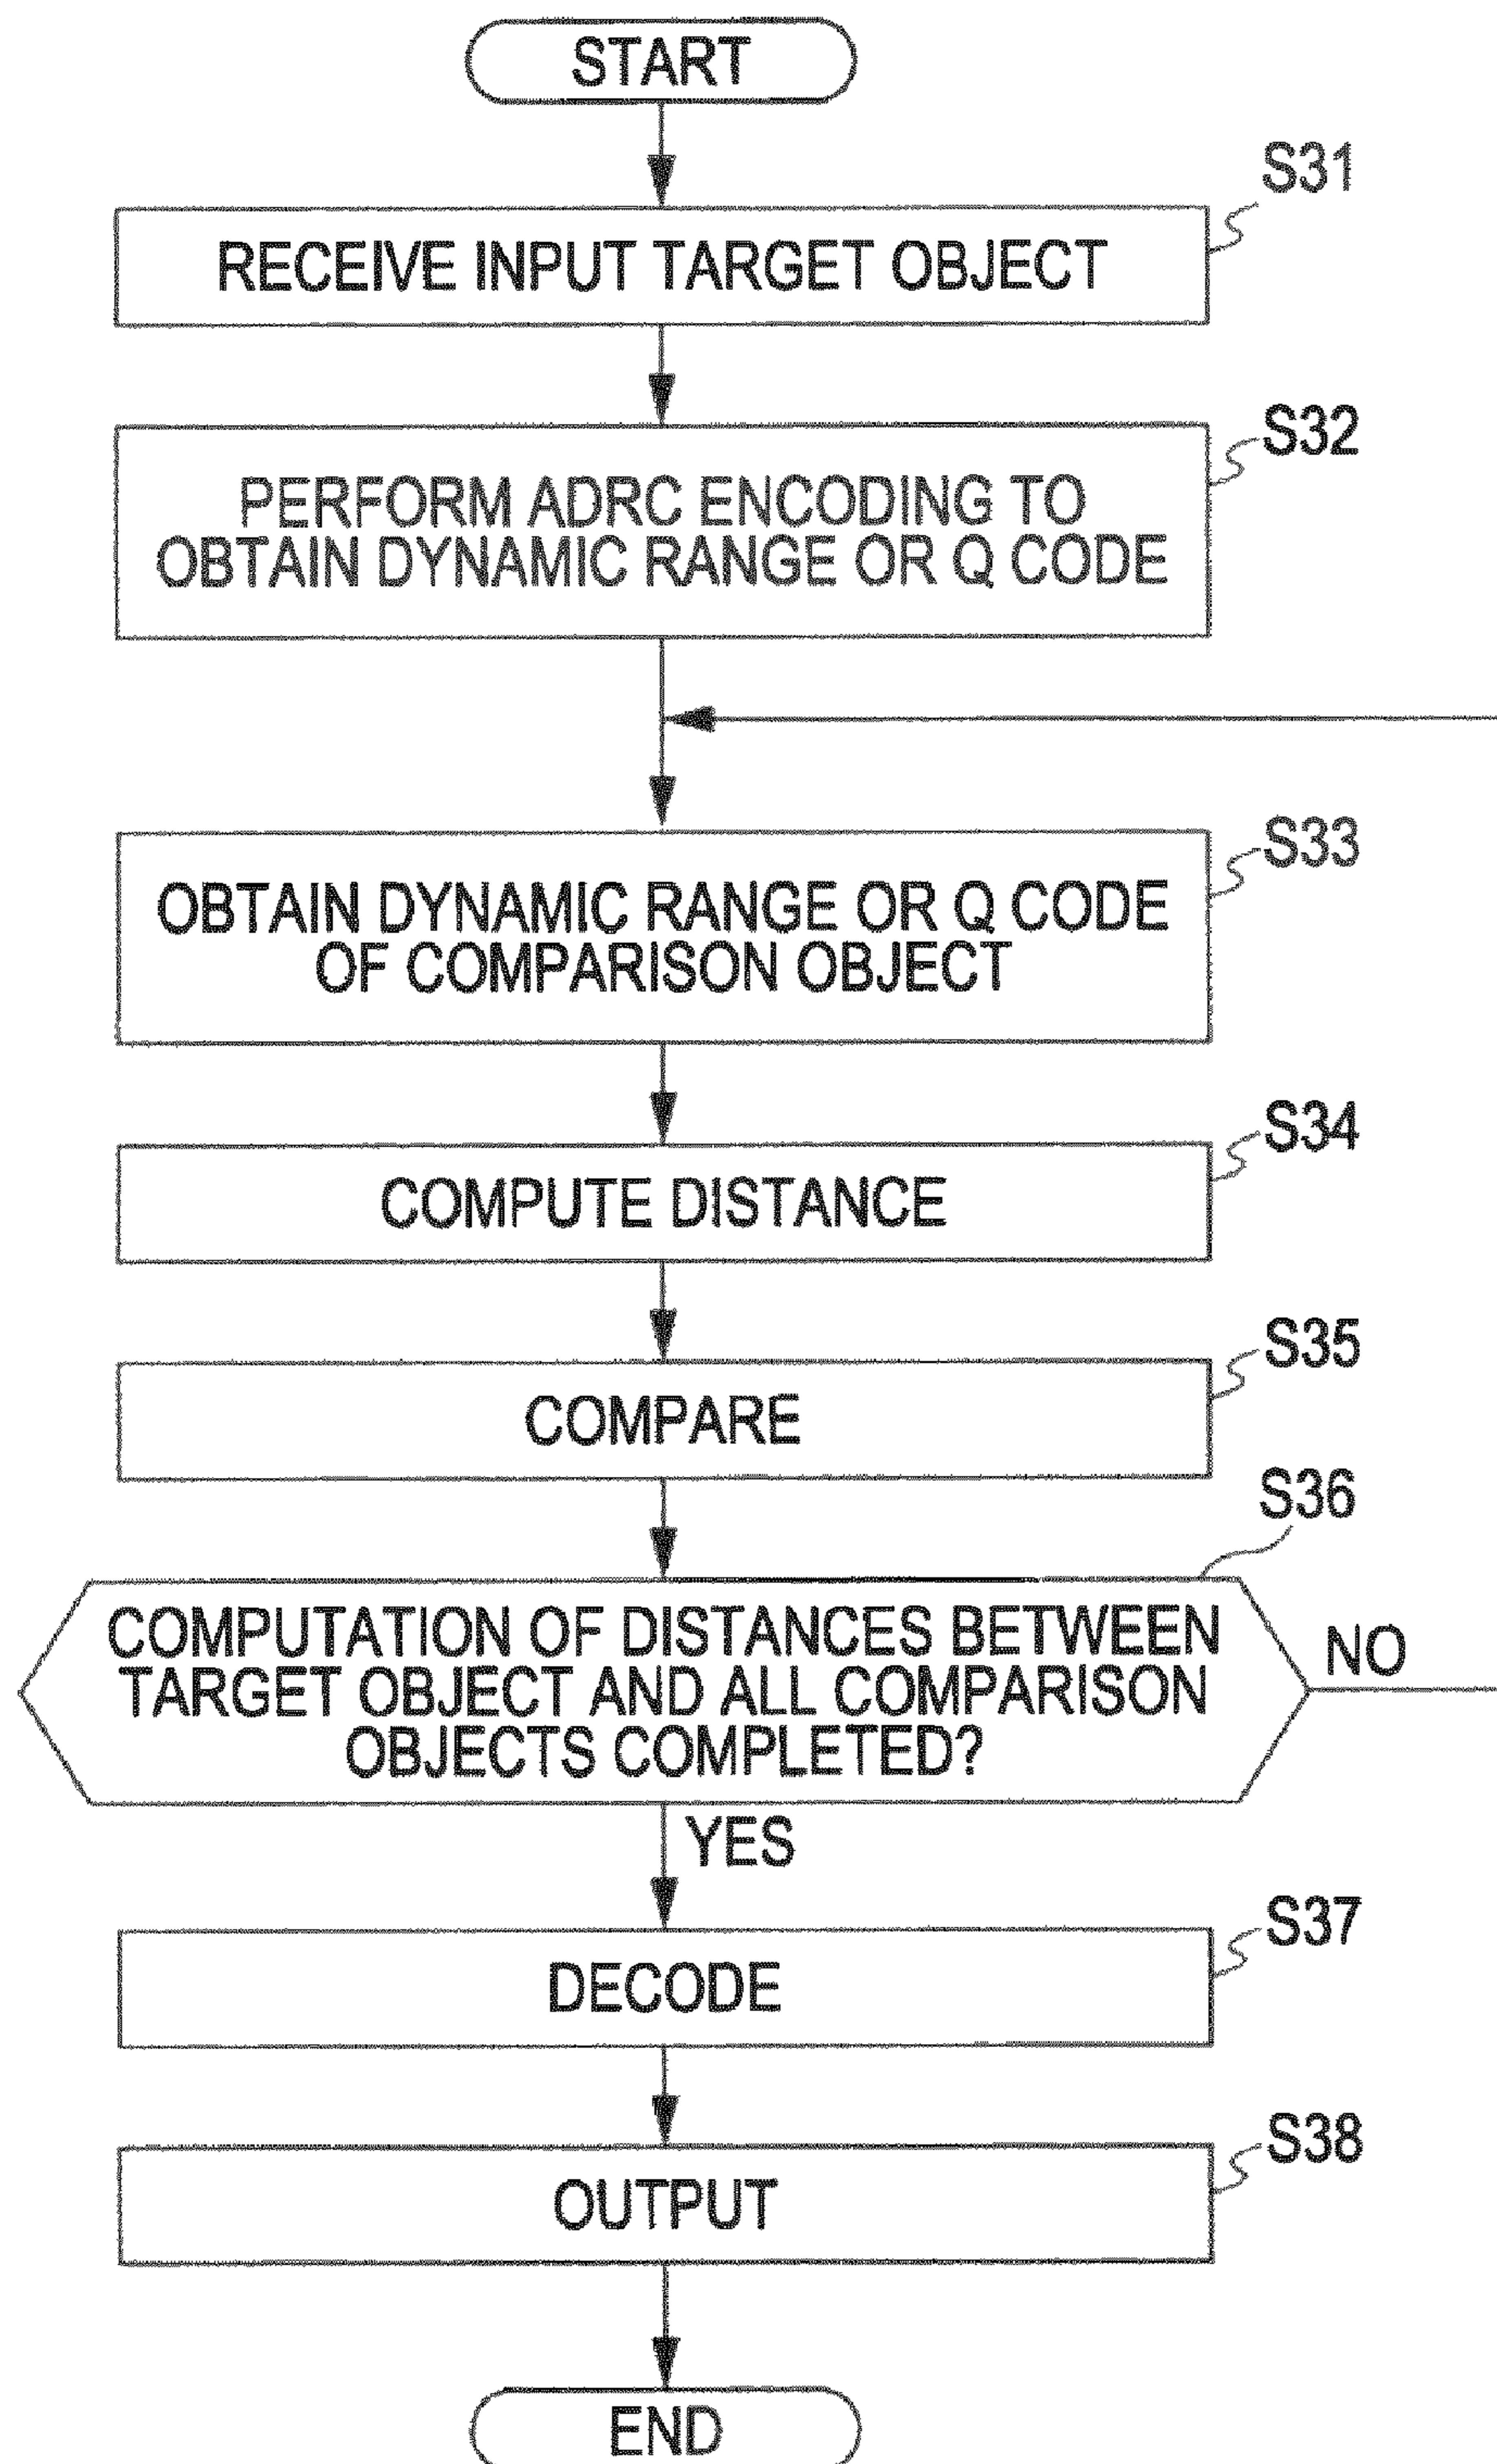 START
S31
RECEIVE INPUT TARGET OBJECT
S32
PERFORM ADRC ENCODING TO
OBTAIN DYNAMIC RANGE OR Q CODE
S33
OBTAIN DYNAMIC RANGE OR Q CODE
OF COMPARISON OBJECT
S34
COMPUTE DISTANCE
S35
COMPARE
S36
COMPUTATION OF DISTANCES BETWEEN
TARGET OBJECT AND ALL COMPARISON
OBJECTS COMPLETED?
NO
YES
S37
DECODE
S38
OUTPUT
END